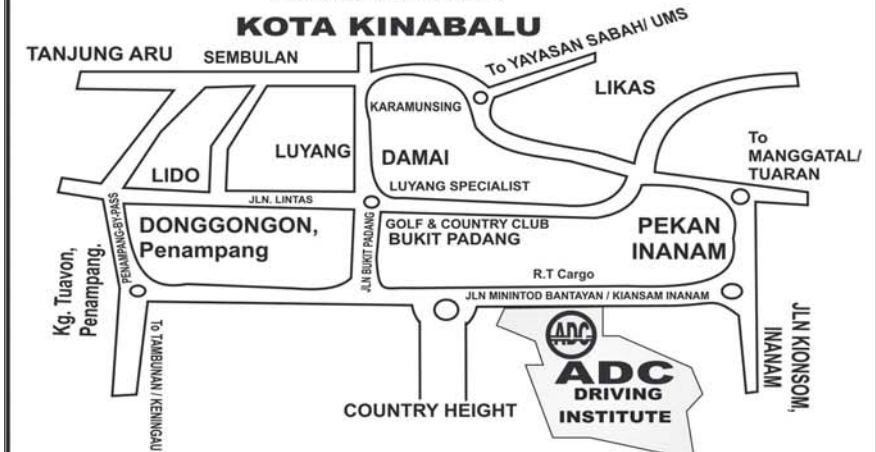 KOTA KINABALU
TANJUNG ARU
SEMBULAN
To YAYASAN SABAH/ UMS
LIKAS
KARAMUNSING
LUYANG
DAMAI
To
MANGGATAL/
TUARAN
LIDO
LUYANG SPECIALIST
JLN. LINTAS
PENAMPANG-BY-PASS
DONGGONGON,
Penampang
JLN BUKIT PADANG
GOLF & COUNTRY CLUB
BUKIT PADANG
PEKAN
INANAM
Kg. Tuavon,
Penampang.
R.T Cargo
JLN MININTOD BANTAYAN / KIANSAM INANAM
To TAMBUNAN / KENINGAU
ADC
ADC
DRIVING
INSTITUTE
COUNTRY HEIGHT
JLN KIONSOM,
INANAM